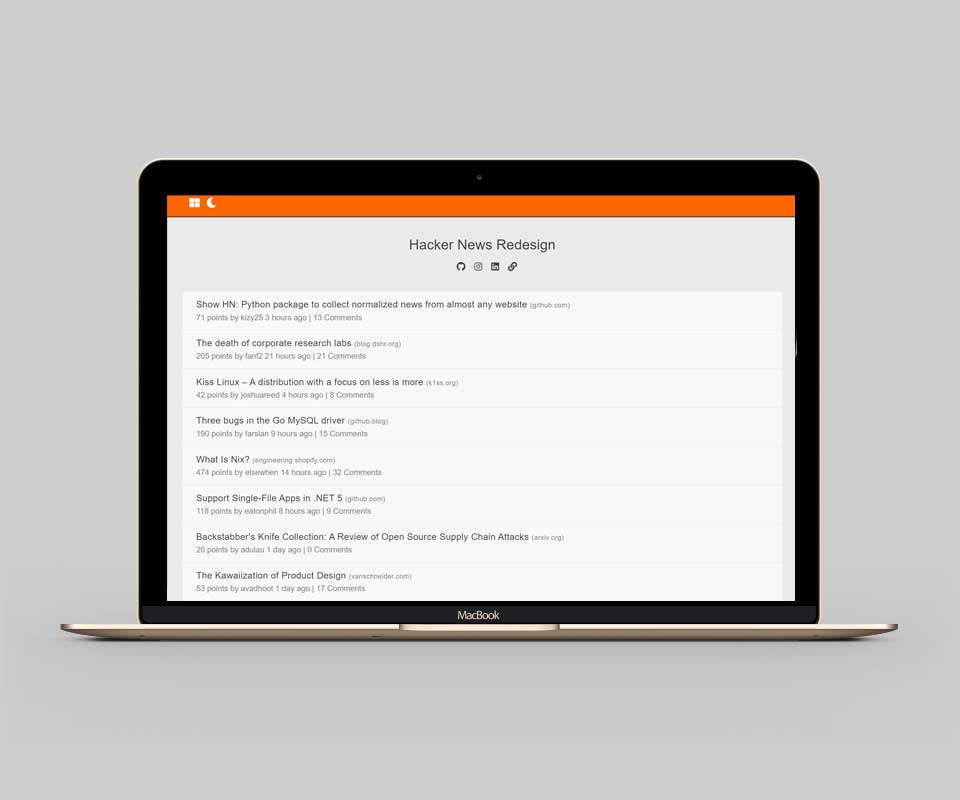 Hacker News Redesign
Show HN: Python package to collect normalized news from almost any website (github.com)
71 points by kizy25 3 hours ago | 13 Comments
The death of corporate research labs (blog.dshr.org)
205 points by fanf2 21 hours ago | 21 Comments
Kiss Linux – A distribution with a focus on less is more (k1ss.org)
42 points by joshuareed 4 hours ago | 8 Comments
Three bugs in the Go MySQL driver (github.blog)
190 points by farslan 9 hours ago | 15 Comments
What Is Nix? (engineering.shopify.com)
474 points by elsewhen 14 hours ago | 32 Comments
Support Single-File Apps in .NET 5 (github.com)
118 points by eatonphil 8 hours ago | 9 Comments
Backstabber's Knife Collection: A Review of Open Source Supply Chain Attacks (arxiv.org)
20 points by adulau 1 day ago | 0 Comments
The Kawaiization of Product Design (vanschneider.com)
53 points by avadhoot 1 day ago | 17 Comments
MacBook